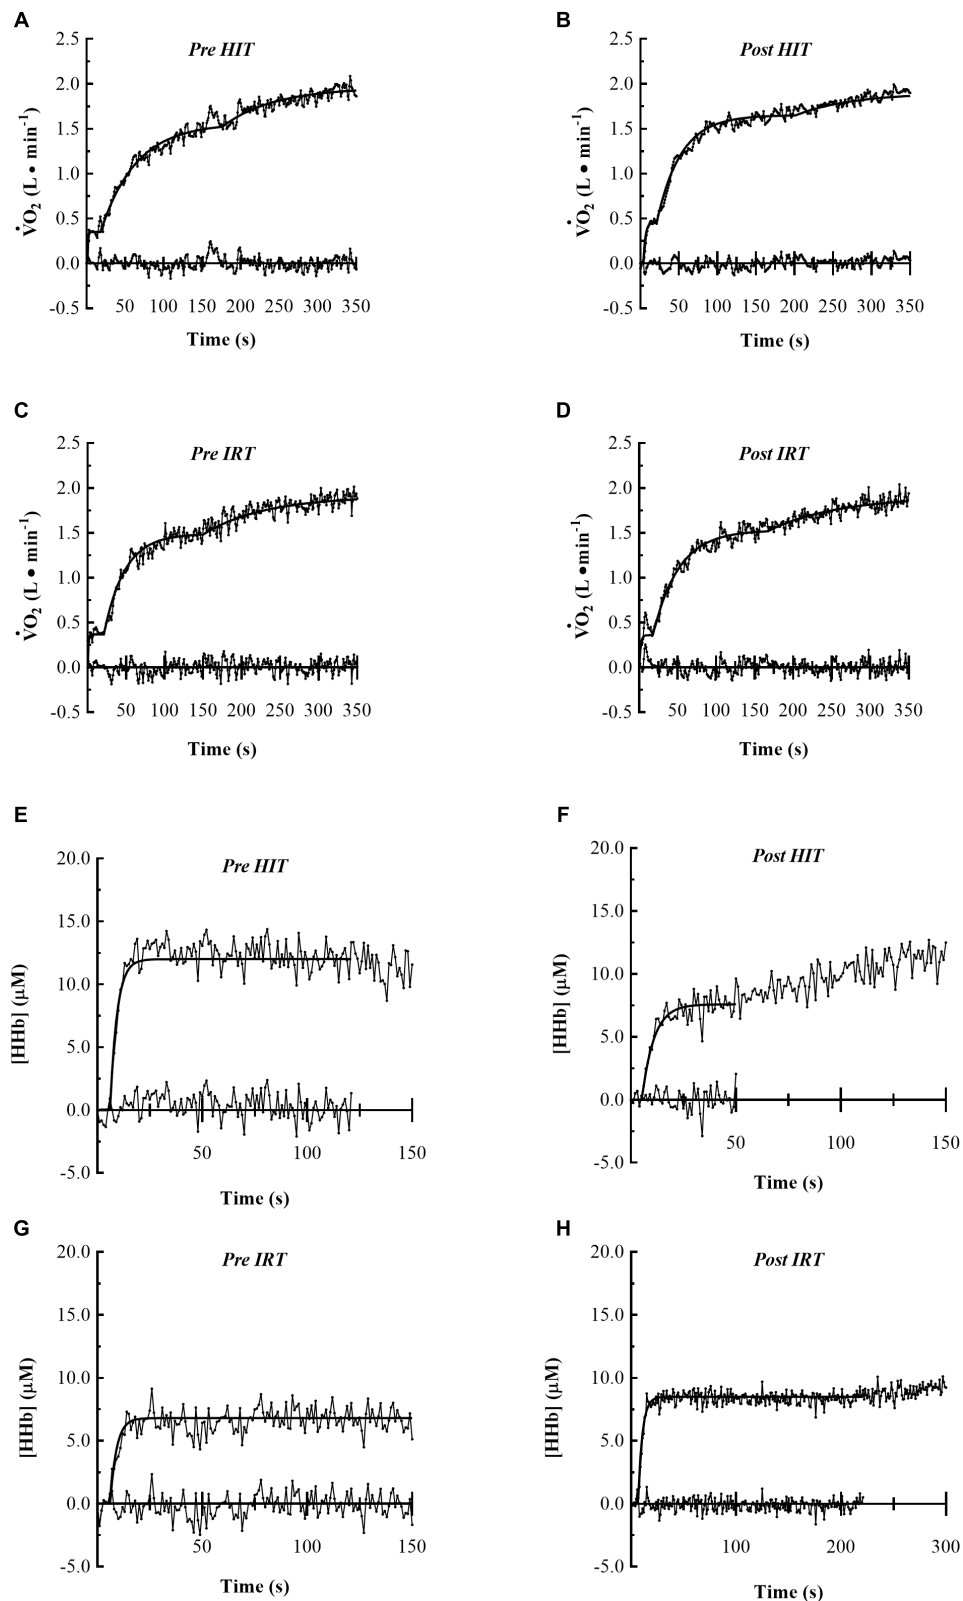 A
B
Pre HIT
Post HIT
2.5
2.0
1.5
1.0
0.5
0.0
-0.5
V̇O2 (L • min-1)
50 100 150 200 250 300 350
Time (s)
2.5
2.0
1.5
1.0
0.5
0.0
-0.5
V̇O2 (L • min-1)
50 100 150 200 250 300 350
Time (s)
C
D
Pre IRT
Post IRT
2.5
2.0
1.5
1.0
0.5
0.0
-0.5
V̇O2 (L • min-1)
50 100 150 200 250 300 350
Time (s)
2.5
2.0
1.5
1.0
0.5
0.0
-0.5
V̇O2 (L •min-1)
50 100 150 200 250 300 350
Time (s)
E
F
Pre HIT
Post HIT
20.0
15.0
10.0
5.0
0.0
-5.0
[HHb] (µM)
50 100 150
Time (s)
20.0
15.0
10.0
5.0
0.0
-5.0
[HHb] (µM)
50 100 150
Time (s)
G
H
Pre IRT
Post IRT
20.0
15.0
10.0
5.0
0.0
-5.0
[HHb] (µM)
50 100 150
Time (s)
20.0
15.0
10.0
5.0
0.0
-5.0
[HHb] (µM)
100 200 300
Time (s)